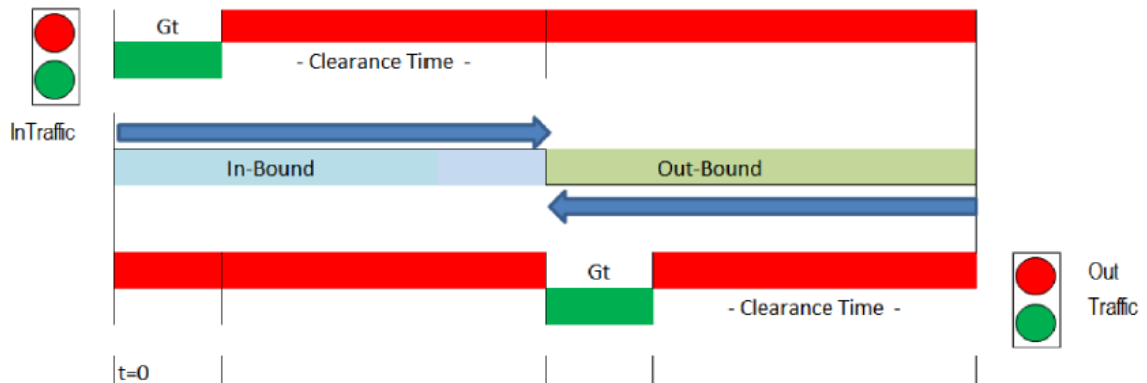 Gt
- Clearance Time -
InTraffic
In-Bound
Out-Bound
Gt
Out
- Clearance Time -
Traffic
t=0